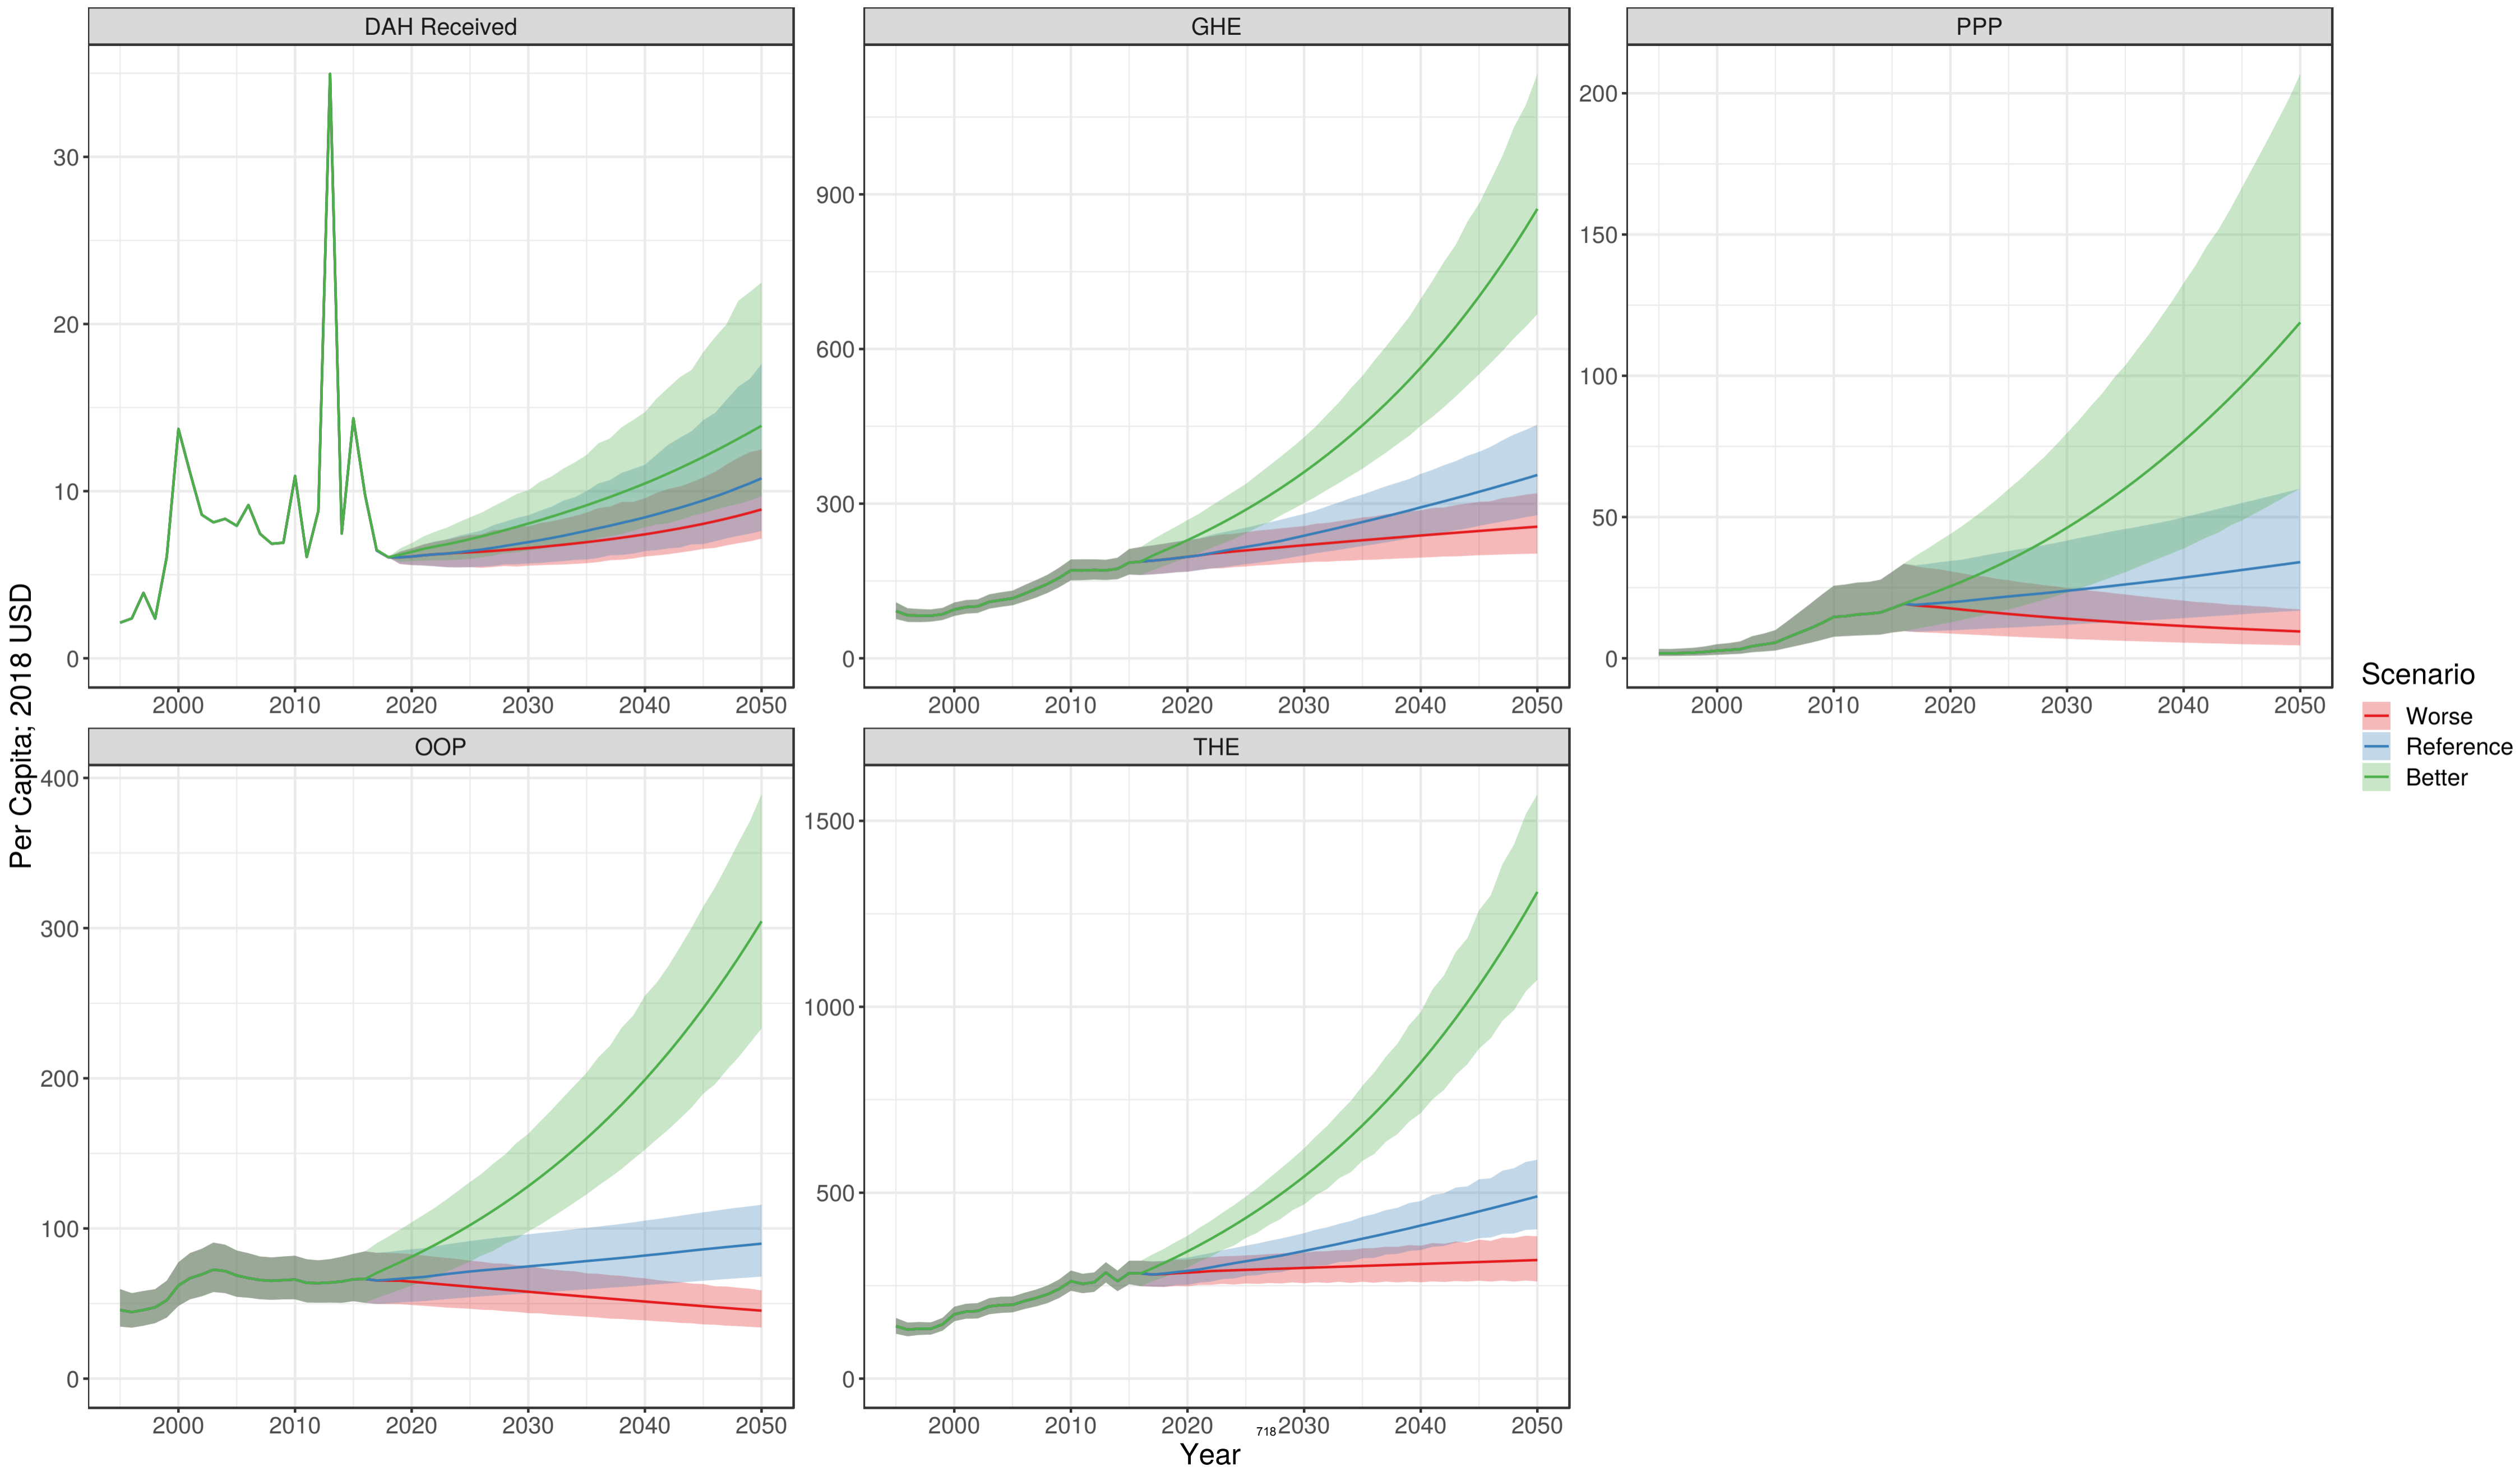 DAH Received
GHE
PPP
30
20
10
0
900
600
300
0
200
150
100
50
0
2000 2010 2020 2030 2040 2050
2000 2010 2020 2030 2040 2050
2000 2010 2020 2030 2040 2050
Per Capita; 2018 USD
OOP
THE
400
300
200
100
0
1500
1000
500
0
2000 2010 2020 2030 2040 2050
2000 2010 2020 2030 2040 2050
718
Year
Scenario
Worse
Reference
Better